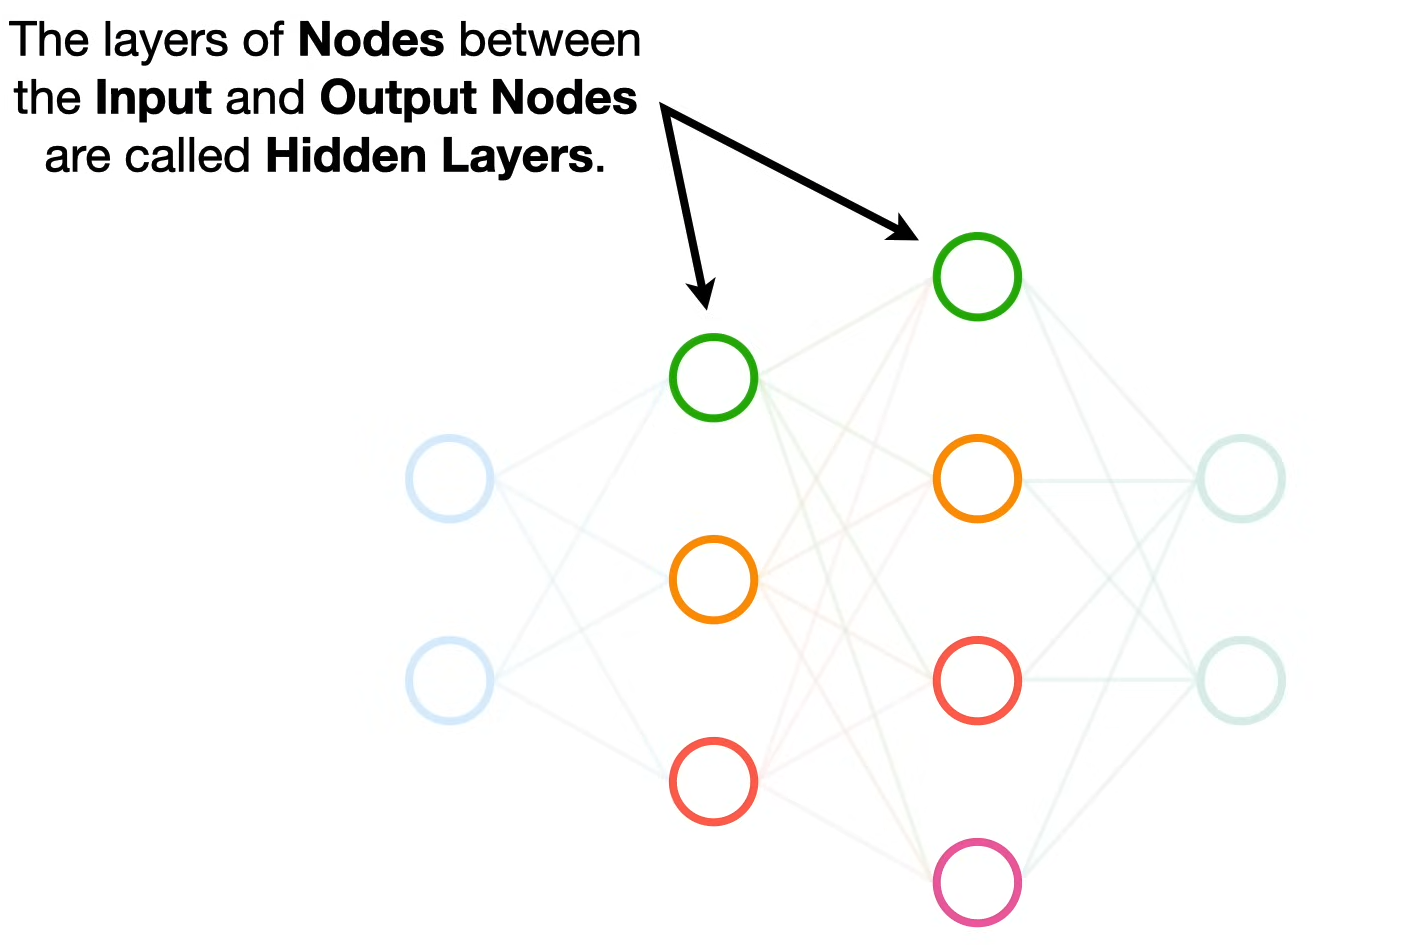 The layers of Nodes between
the Input and Output Nodes
are called Hidden Layers.